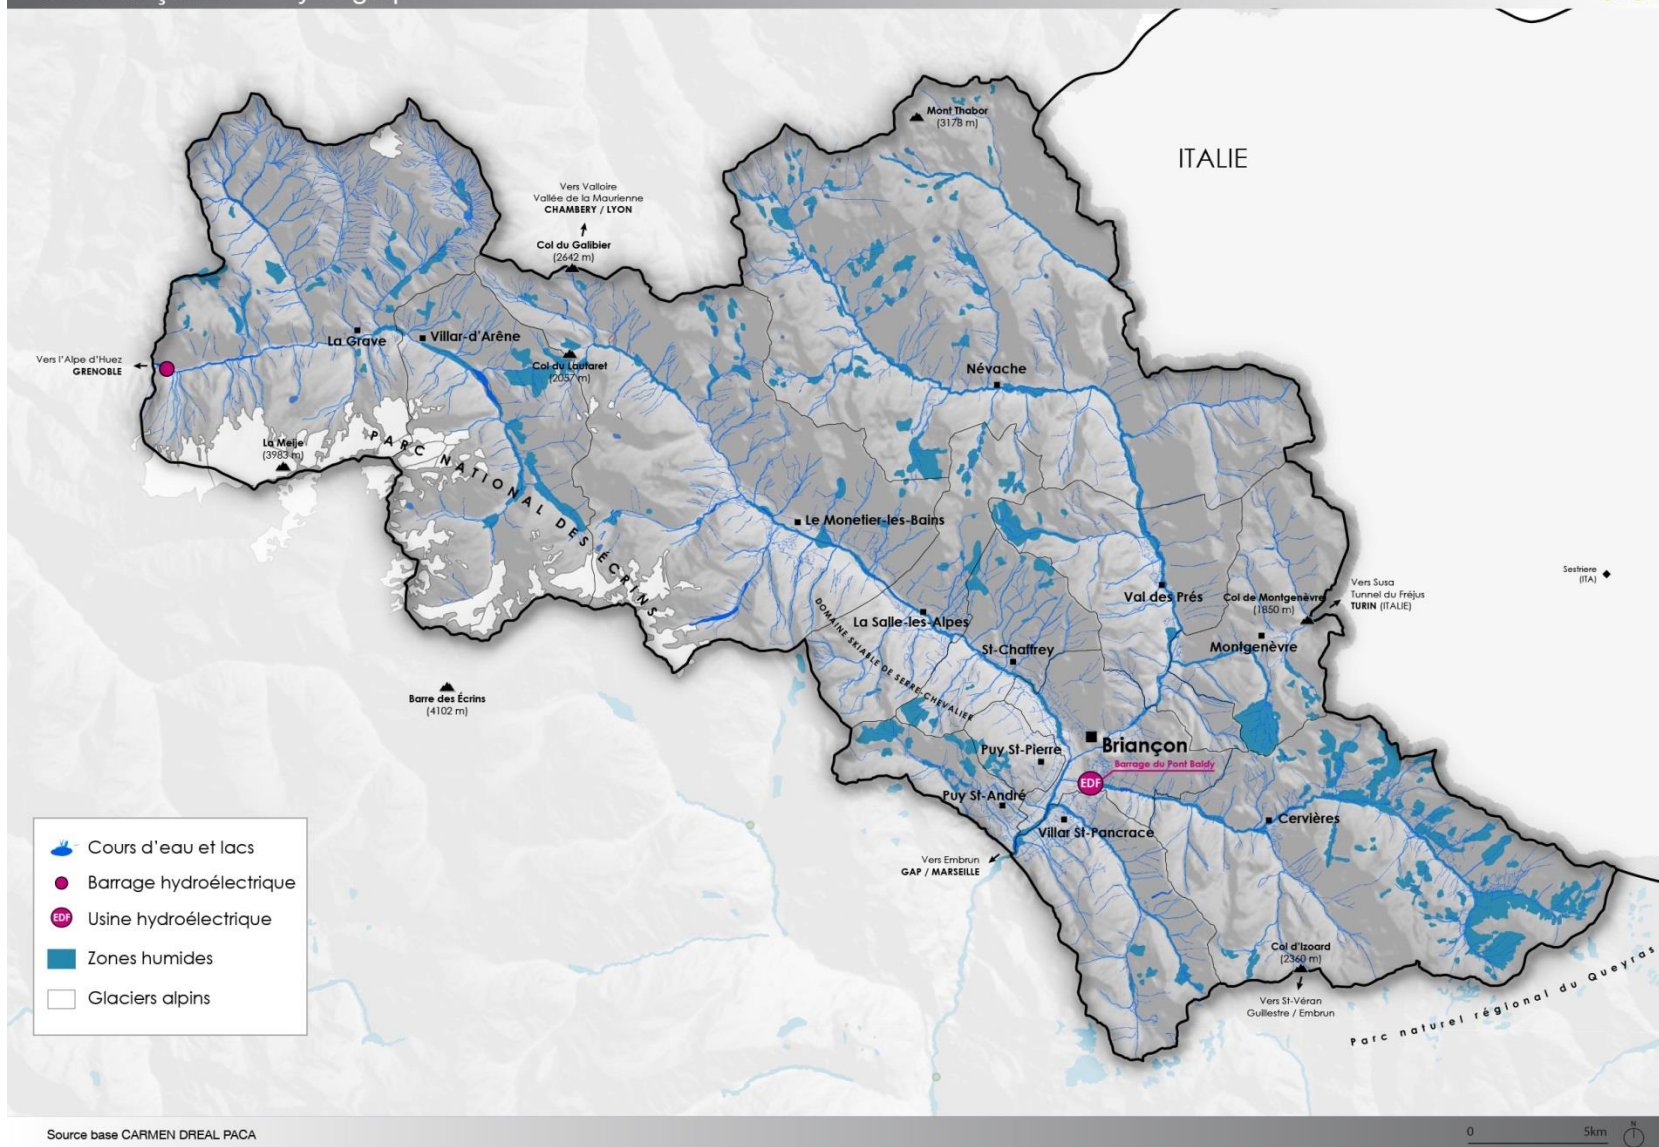 Mont Thabor
(3178 m)
ITALIE
Vers Valloire
Vallée de la Maurienne
CHAMBERY / LYON
Col du Galibier
(2642 m)
La Grave
Villar-d'Arêne
Vers l'Alpe d'Huez
GRENOBLE
Col du Lautaret
(2057 m)
Névache
La Meije
(3983 m)
PARC NATIONAL DES ÉCRINS
Le Monetier-les-Bains
Sestriere
(ITA)
Vers Susa
Tunnel du Fréjus
TURIN (ITALIE)
Val des Prés
Col de Montgenèvre
(1850 m)
La Salle-les-Alpes
DOMAINE SKIABLE DE SERRE-CHEVALIER
St-Chaffrey
Montgenèvre
Barre des Écrins
(4102 m)
Puy St-Pierre
Briançon
Barrage du Pont Baldy
EDF
Puy St-André
Villar St-Pancrace
Cervières
Vers Embrun
GAP / MARSEILLE
Col d'Izoard
(2360 m)
Vers St-Véran
Guillestre / Embrun
Parc naturel régional du Queyras
Cours d'eau et lacs
Barrage hydroélectrique
EDF
Usine hydroélectrique
Zones humides
Glaciers alpins
Source base CARMEN DREAL PACA
0
5km
N